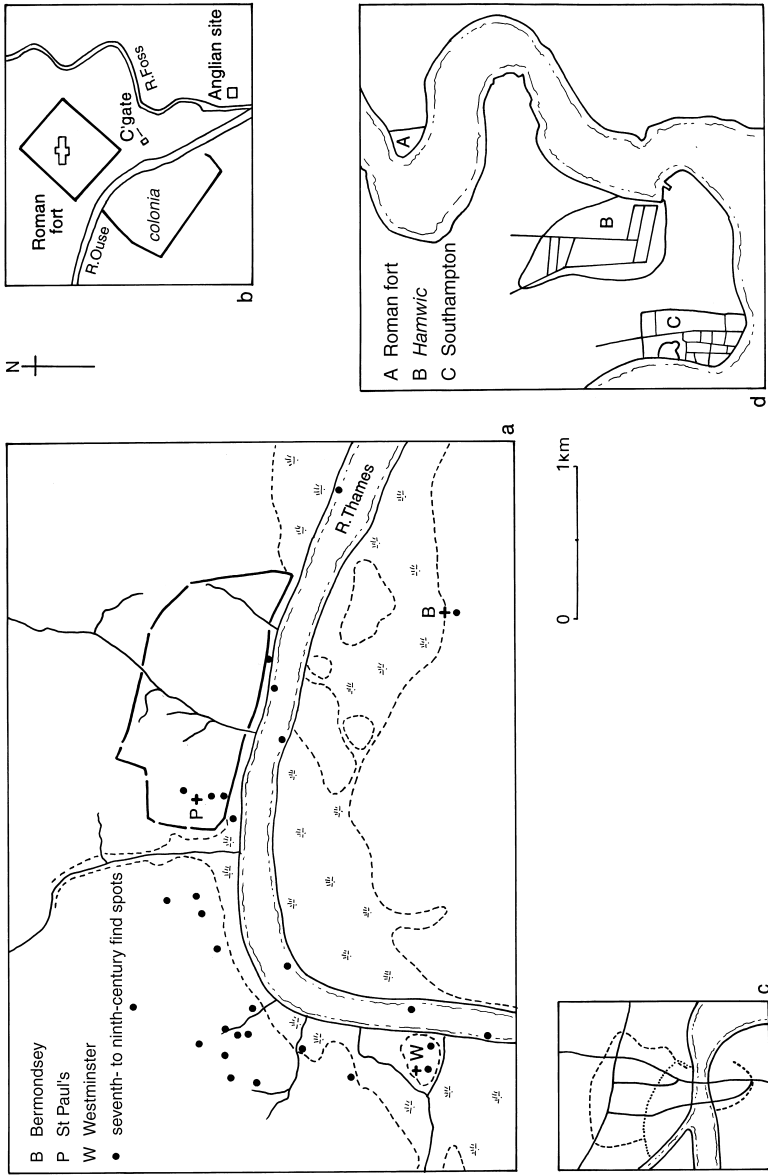 B Bermondsey
P St Paul's
W Westminster
● seventh- to ninth-century find spots
P
W
B
R.Thames
a
N
Roman
fort
R.Foss
C'gate
Anglian site
R.Ouse
colonia
b
c
0 1km
A Roman fort
B Hamwic
C Southampton
A
B
C
d